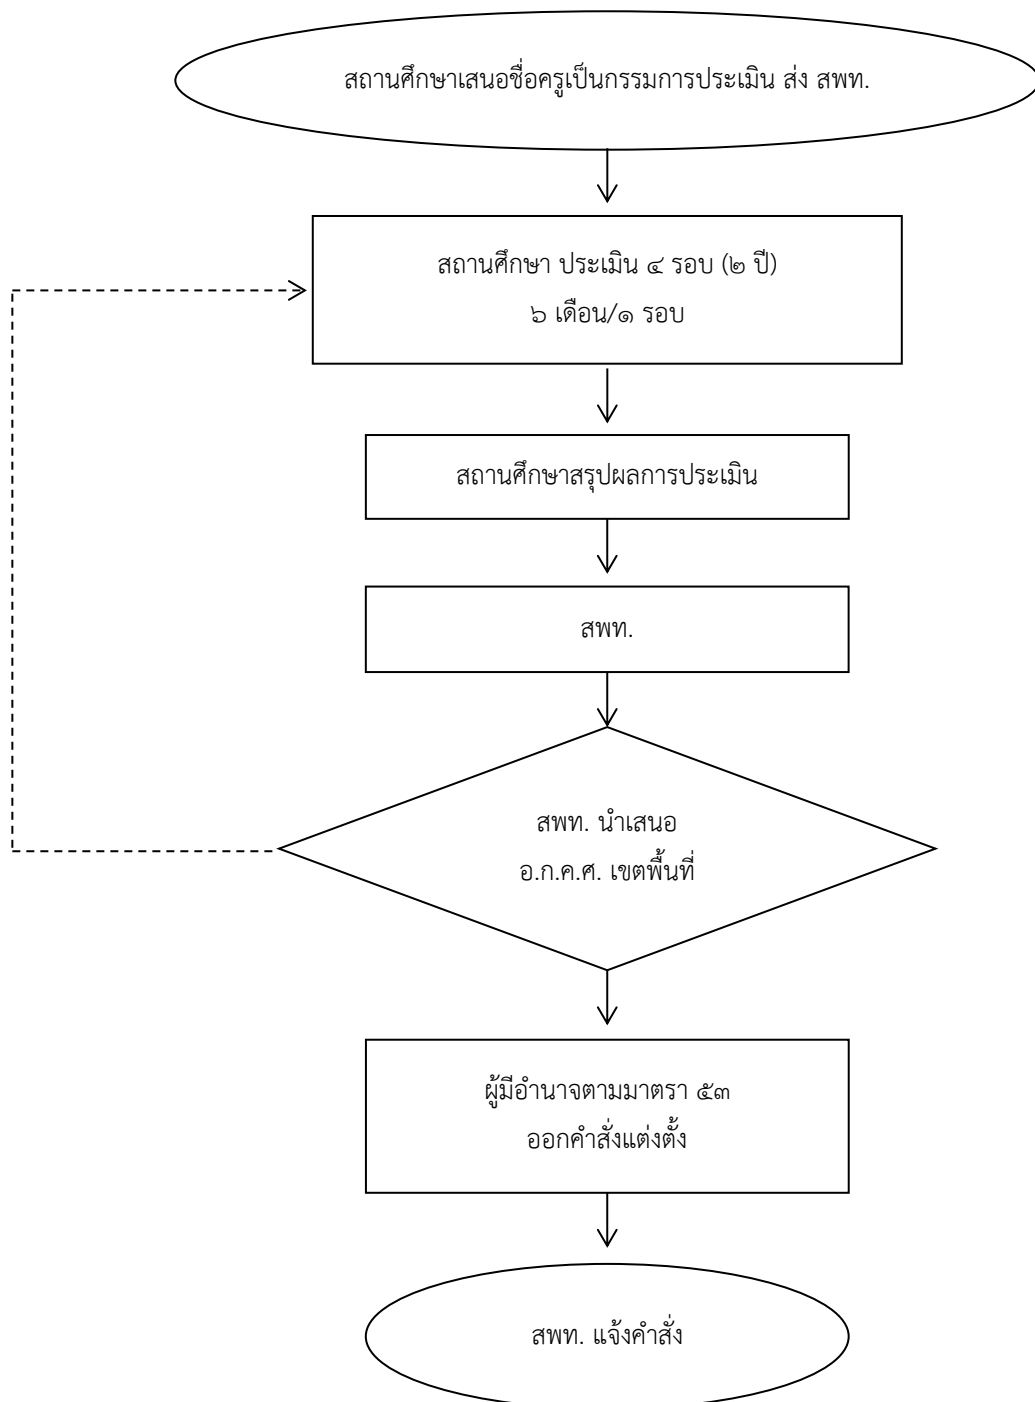 สถานศึกษาเสนอชื่อครูเป็นกรรมการประเมิน ส่ง สพท.
สถานศึกษา ประเมิน ๔ รอบ (๒ ปี)
๖ เดือน/๑ รอบ
สถานศึกษาสรุปผลการประเมิน
สพท.
สพท. นำเสนอ
อ.ก.ค.ศ. เขตพื้นที่
ผู้มีอำนาจตามมาตรา ๕๓
ออกคำสั่งแต่งตั้ง
สพท. แจ้งคำสั่ง